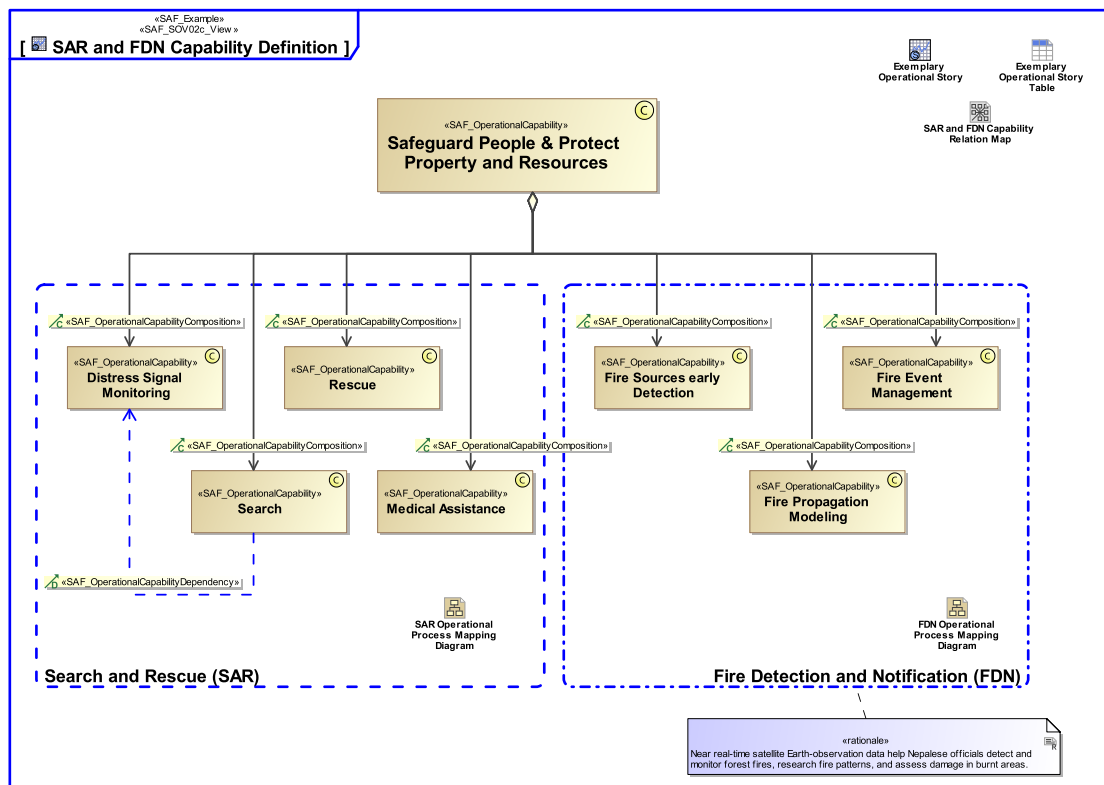 «SAF_Example»
«SAF_SOV02c_View »
[ SAR and FDN Capability Definition ]
Exemplary
Operational Story
Exemplary
Operational Story
Table
SAR and FDN Capability
Relation Map
«SAF_OperationalCapability»
Safeguard People & Protect
Property and Resources
C
«SAF_OperationalCapabilityComposition»
«SAF_OperationalCapabilityComposition»
«SAF_OperationalCapabilityComposition»
«SAF_OperationalCapabilityComposition»
«SAF_OperationalCapability»
Distress Signal
Monitoring
C
«SAF_OperationalCapability»
Rescue
C
«SAF_OperationalCapability»
Fire Sources early
Detection
C
«SAF_OperationalCapability»
Fire Event
Management
C
«SAF_OperationalCapabilityComposition»
«SAF_OperationalCapabilityComposition»
«SAF_OperationalCapabilityComposition»
«SAF_OperationalCapability»
Search
C
«SAF_OperationalCapability»
Medical Assistance
C
«SAF_OperationalCapability»
Fire Propagation
Modeling
C
«SAF_OperationalCapabilityDependency»
SAR Operational
Process Mapping
Diagram
FDN Operational
Process Mapping
Diagram
Search and Rescue (SAR)
Fire Detection and Notification (FDN)
«rationale»
Near real-time satellite Earth-observation data help Nepalese officials detect and
monitor forest fires, research fire patterns, and assess damage in burnt areas.